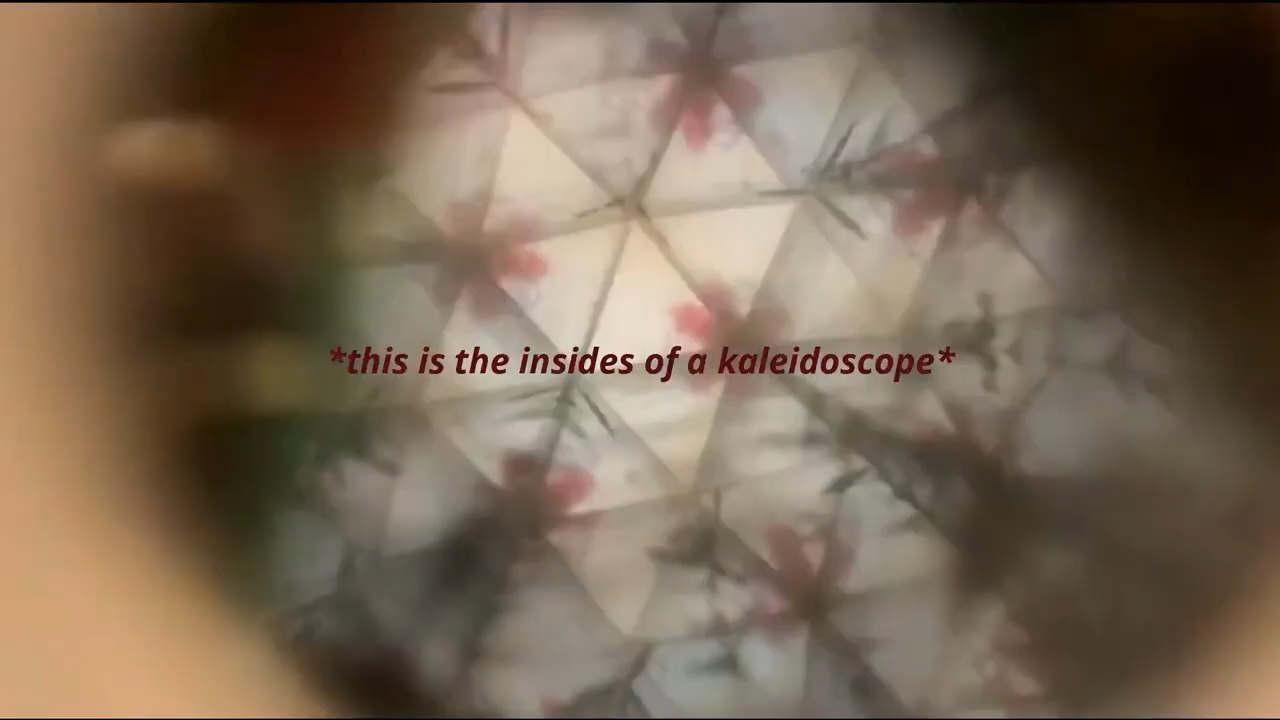 *this is the insides of a kaleidoscope*